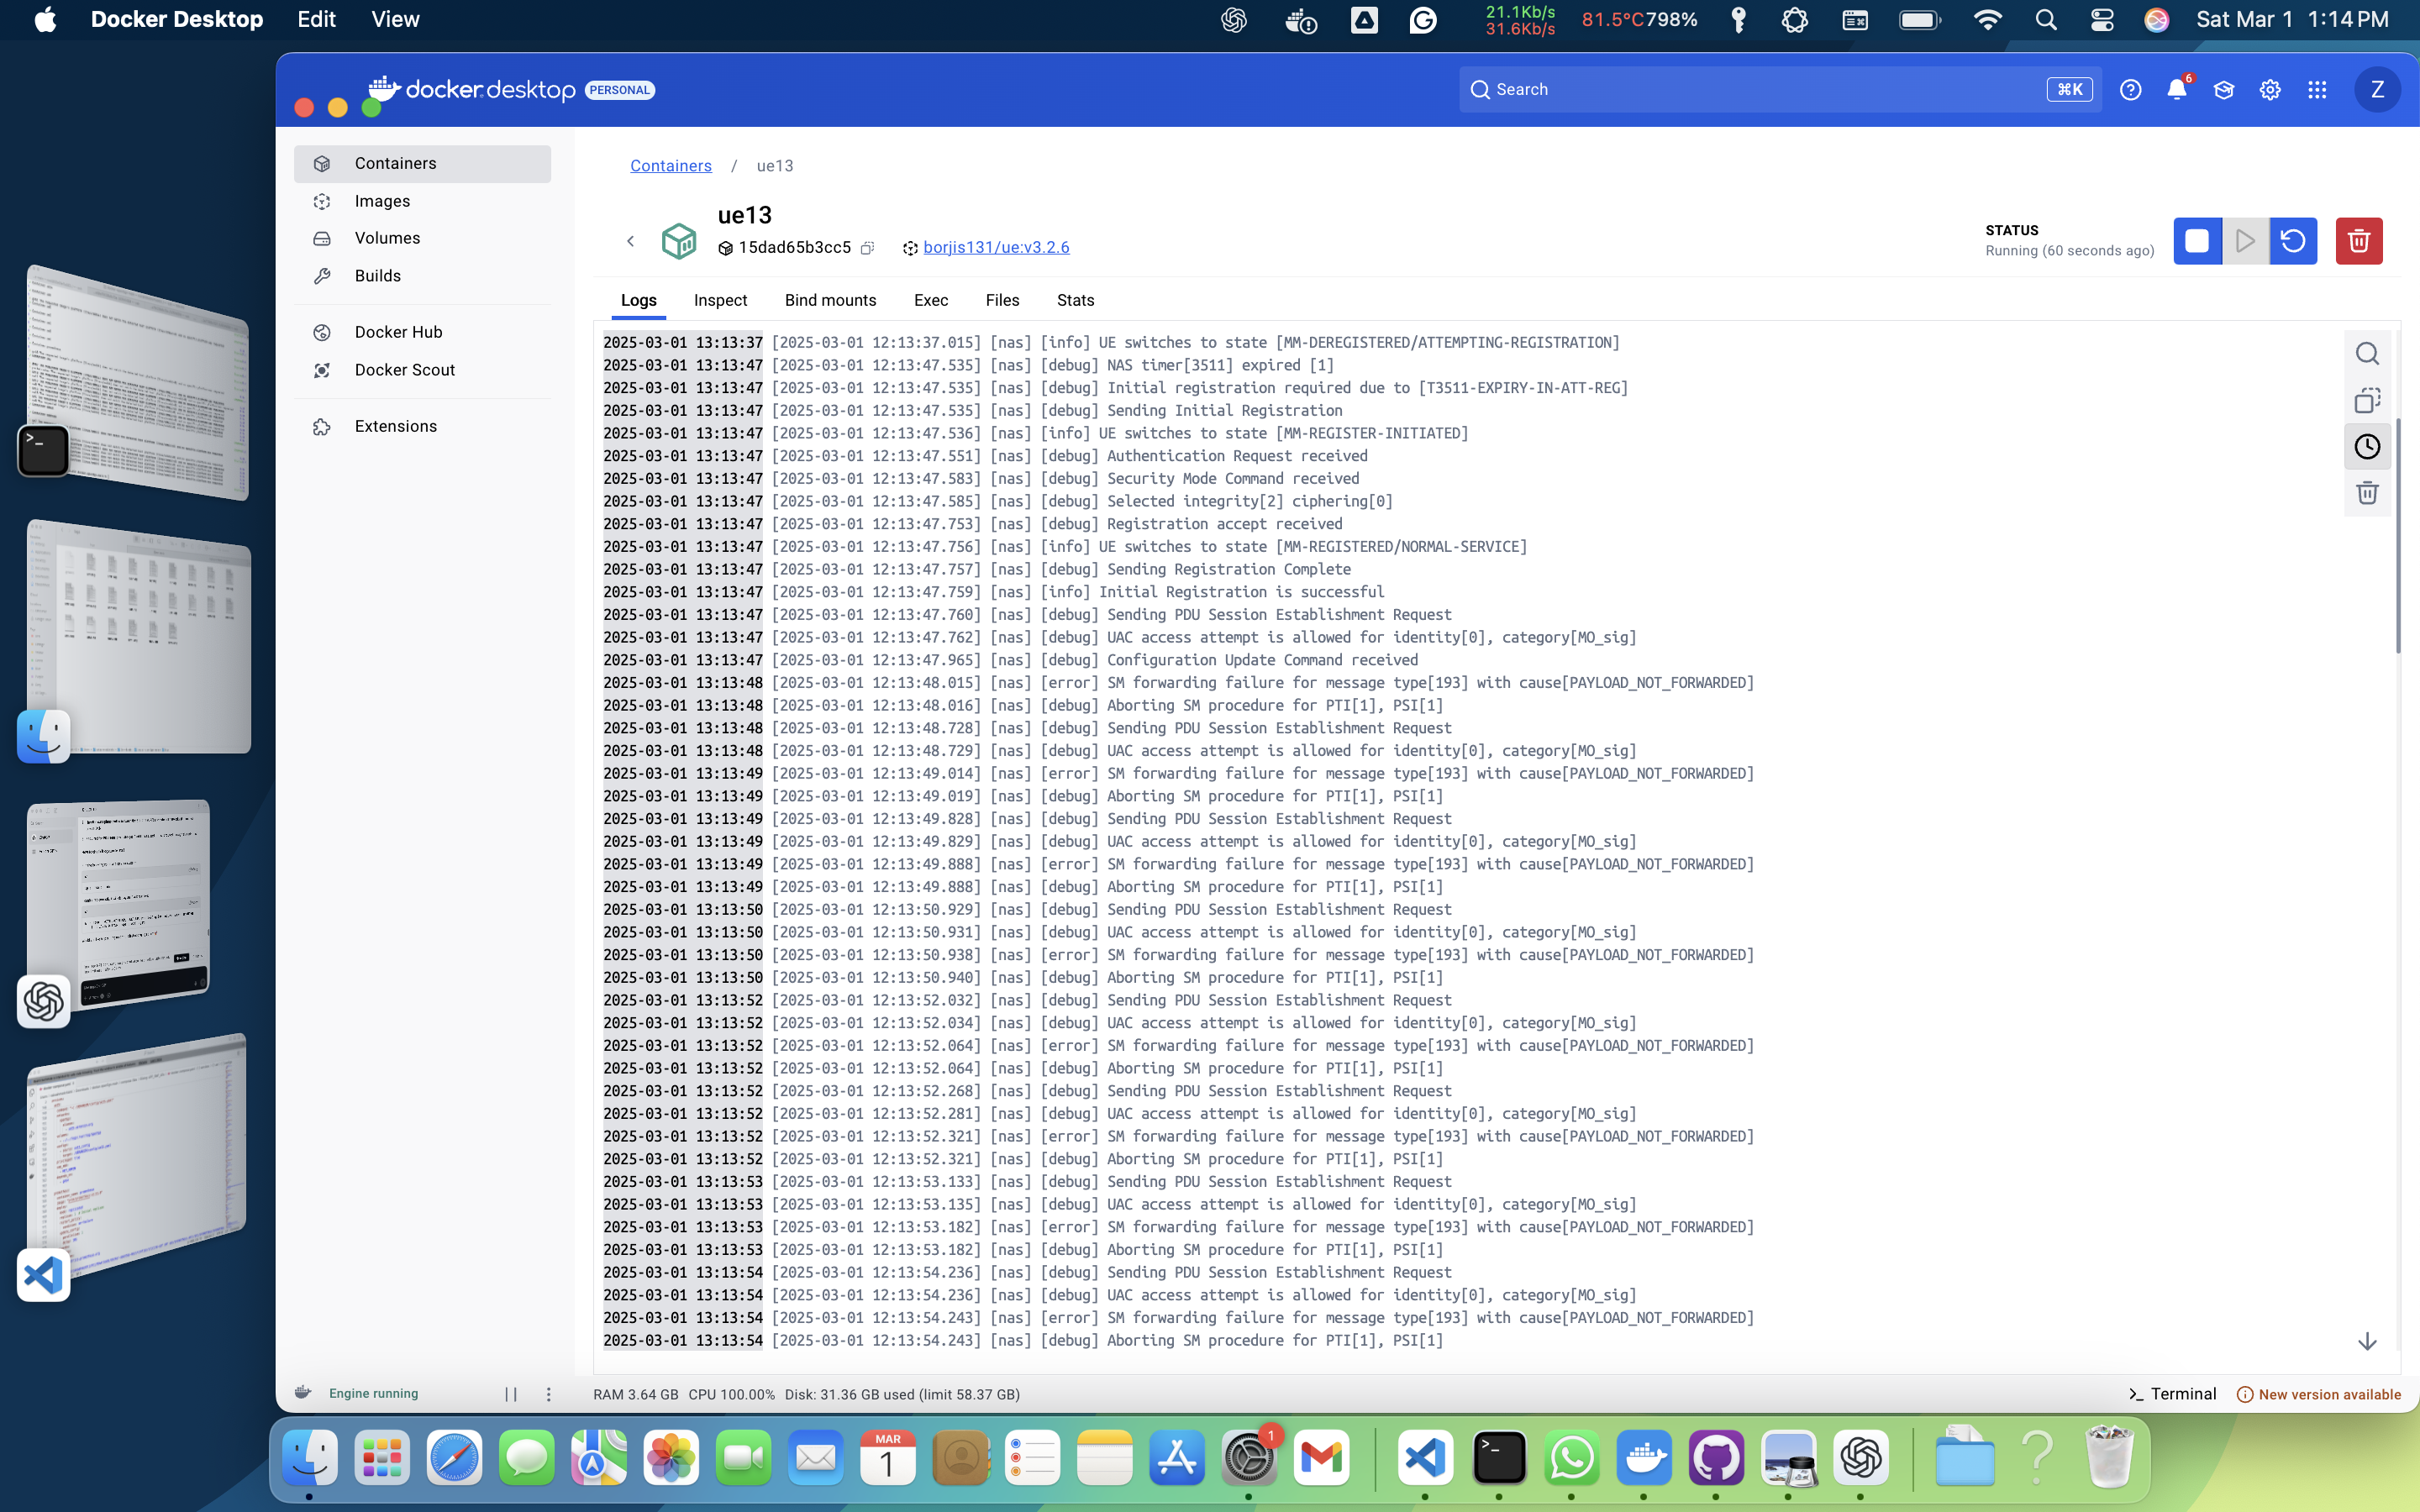 Docker Desktop Edit View
21.1Kb/s
31.6Kb/s
81.5°C 798%
Sat Mar 1 1:14 PM
docker desktop PERSONAL
Search ⌘K
6
Z
Containers
Images
Volumes
Builds
Docker Hub
Docker Scout
Extensions
Containers / ue13
ue13
15dad65b3cc5 borjis131/ue:v3.2.6
STATUS
Running (60 seconds ago)
Logs Inspect Bind mounts Exec Files Stats
2025-03-01 13:13:37 [2025-03-01 12:13:37.015] [nas] [info] UE switches to state [MM-DEREGISTERED/ATTEMPTING-REGISTRATION]
2025-03-01 13:13:47 [2025-03-01 12:13:47.535] [nas] [debug] NAS timer[3511] expired [1]
2025-03-01 13:13:47 [2025-03-01 12:13:47.535] [nas] [debug] Initial registration required due to [T3511-EXPIRY-IN-ATT-REG]
2025-03-01 13:13:47 [2025-03-01 12:13:47.535] [nas] [debug] Sending Initial Registration
2025-03-01 13:13:47 [2025-03-01 12:13:47.536] [nas] [info] UE switches to state [MM-REGISTER-INITIATED]
2025-03-01 13:13:47 [2025-03-01 12:13:47.551] [nas] [debug] Authentication Request received
2025-03-01 13:13:47 [2025-03-01 12:13:47.583] [nas] [debug] Security Mode Command received
2025-03-01 13:13:47 [2025-03-01 12:13:47.585] [nas] [debug] Selected integrity[2] ciphering[0]
2025-03-01 13:13:47 [2025-03-01 12:13:47.753] [nas] [debug] Registration accept received
2025-03-01 13:13:47 [2025-03-01 12:13:47.756] [nas] [info] UE switches to state [MM-REGISTERED/NORMAL-SERVICE]
2025-03-01 13:13:47 [2025-03-01 12:13:47.757] [nas] [debug] Sending Registration Complete
2025-03-01 13:13:47 [2025-03-01 12:13:47.759] [nas] [info] Initial Registration is successful
2025-03-01 13:13:47 [2025-03-01 12:13:47.760] [nas] [debug] Sending PDU Session Establishment Request
2025-03-01 13:13:47 [2025-03-01 12:13:47.762] [nas] [debug] UAC access attempt is allowed for identity[0], category[MO_sig]
2025-03-01 13:13:47 [2025-03-01 12:13:47.965] [nas] [debug] Configuration Update Command received
2025-03-01 13:13:48 [2025-03-01 12:13:48.015] [nas] [error] SM forwarding failure for message type[193] with cause[PAYLOAD_NOT_FORWARDED]
2025-03-01 13:13:48 [2025-03-01 12:13:48.016] [nas] [debug] Aborting SM procedure for PTI[1], PSI[1]
2025-03-01 13:13:48 [2025-03-01 12:13:48.728] [nas] [debug] Sending PDU Session Establishment Request
2025-03-01 13:13:48 [2025-03-01 12:13:48.729] [nas] [debug] UAC access attempt is allowed for identity[0], category[MO_sig]
2025-03-01 13:13:49 [2025-03-01 12:13:49.014] [nas] [error] SM forwarding failure for message type[193] with cause[PAYLOAD_NOT_FORWARDED]
2025-03-01 13:13:49 [2025-03-01 12:13:49.019] [nas] [debug] Aborting SM procedure for PTI[1], PSI[1]
2025-03-01 13:13:49 [2025-03-01 12:13:49.828] [nas] [debug] Sending PDU Session Establishment Request
2025-03-01 13:13:49 [2025-03-01 12:13:49.829] [nas] [debug] UAC access attempt is allowed for identity[0], category[MO_sig]
2025-03-01 13:13:49 [2025-03-01 12:13:49.888] [nas] [error] SM forwarding failure for message type[193] with cause[PAYLOAD_NOT_FORWARDED]
2025-03-01 13:13:49 [2025-03-01 12:13:49.888] [nas] [debug] Aborting SM procedure for PTI[1], PSI[1]
2025-03-01 13:13:50 [2025-03-01 12:13:50.929] [nas] [debug] Sending PDU Session Establishment Request
2025-03-01 13:13:50 [2025-03-01 12:13:50.931] [nas] [debug] UAC access attempt is allowed for identity[0], category[MO_sig]
2025-03-01 13:13:50 [2025-03-01 12:13:50.938] [nas] [error] SM forwarding failure for message type[193] with cause[PAYLOAD_NOT_FORWARDED]
2025-03-01 13:13:50 [2025-03-01 12:13:50.940] [nas] [debug] Aborting SM procedure for PTI[1], PSI[1]
2025-03-01 13:13:52 [2025-03-01 12:13:52.032] [nas] [debug] Sending PDU Session Establishment Request
2025-03-01 13:13:52 [2025-03-01 12:13:52.034] [nas] [debug] UAC access attempt is allowed for identity[0], category[MO_sig]
2025-03-01 13:13:52 [2025-03-01 12:13:52.064] [nas] [error] SM forwarding failure for message type[193] with cause[PAYLOAD_NOT_FORWARDED]
2025-03-01 13:13:52 [2025-03-01 12:13:52.064] [nas] [debug] Aborting SM procedure for PTI[1], PSI[1]
2025-03-01 13:13:52 [2025-03-01 12:13:52.268] [nas] [debug] Sending PDU Session Establishment Request
2025-03-01 13:13:52 [2025-03-01 12:13:52.281] [nas] [debug] UAC access attempt is allowed for identity[0], category[MO_sig]
2025-03-01 13:13:52 [2025-03-01 12:13:52.321] [nas] [error] SM forwarding failure for message type[193] with cause[PAYLOAD_NOT_FORWARDED]
2025-03-01 13:13:52 [2025-03-01 12:13:52.321] [nas] [debug] Aborting SM procedure for PTI[1], PSI[1]
2025-03-01 13:13:53 [2025-03-01 12:13:53.133] [nas] [debug] Sending PDU Session Establishment Request
2025-03-01 13:13:53 [2025-03-01 12:13:53.135] [nas] [debug] UAC access attempt is allowed for identity[0], category[MO_sig]
2025-03-01 13:13:53 [2025-03-01 12:13:53.182] [nas] [error] SM forwarding failure for message type[193] with cause[PAYLOAD_NOT_FORWARDED]
2025-03-01 13:13:53 [2025-03-01 12:13:53.182] [nas] [debug] Aborting SM procedure for PTI[1], PSI[1]
2025-03-01 13:13:54 [2025-03-01 12:13:54.236] [nas] [debug] Sending PDU Session Establishment Request
2025-03-01 13:13:54 [2025-03-01 12:13:54.236] [nas] [debug] UAC access attempt is allowed for identity[0], category[MO_sig]
2025-03-01 13:13:54 [2025-03-01 12:13:54.243] [nas] [error] SM forwarding failure for message type[193] with cause[PAYLOAD_NOT_FORWARDED]
2025-03-01 13:13:54 [2025-03-01 12:13:54.243] [nas] [debug] Aborting SM procedure for PTI[1], PSI[1]
Engine running
RAM 3.64 GB CPU 100.00% Disk: 31.36 GB used (limit 58.37 GB)
Terminal
New version available
MAR
1
1